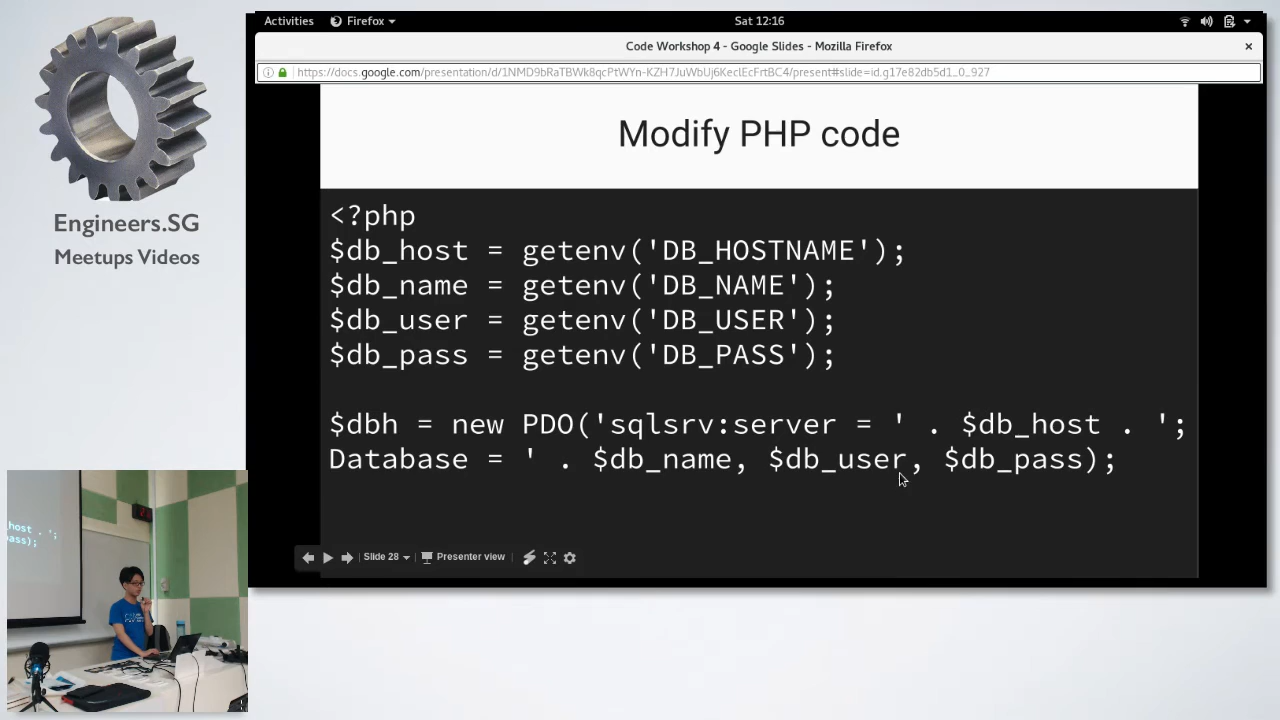 Activities
Firefox
Sat 12:16
Code Workshop 4 - Google Slides - Mozilla Firefox
https://docs.google.com/presentation/d/1NMD9bRaTBWk8qcPtWYn-KZH7JuWbUj6KeclEcFrtBC4/present#slide=id.g17e82db5d1_0_927
Engineers.SG
Meetups Videos
Modify PHP code
<?php
$db_host = getenv('DB_HOSTNAME');
$db_name = getenv('DB_NAME');
$db_user = getenv('DB_USER');
$db_pass = getenv('DB_PASS');
$dbh = new PDO('sqlsrv:server = ' . $db_host . ';
Database = ' . $db_name, $db_user, $db_pass);
Slide 28
Presenter view
_host . ';
pass);